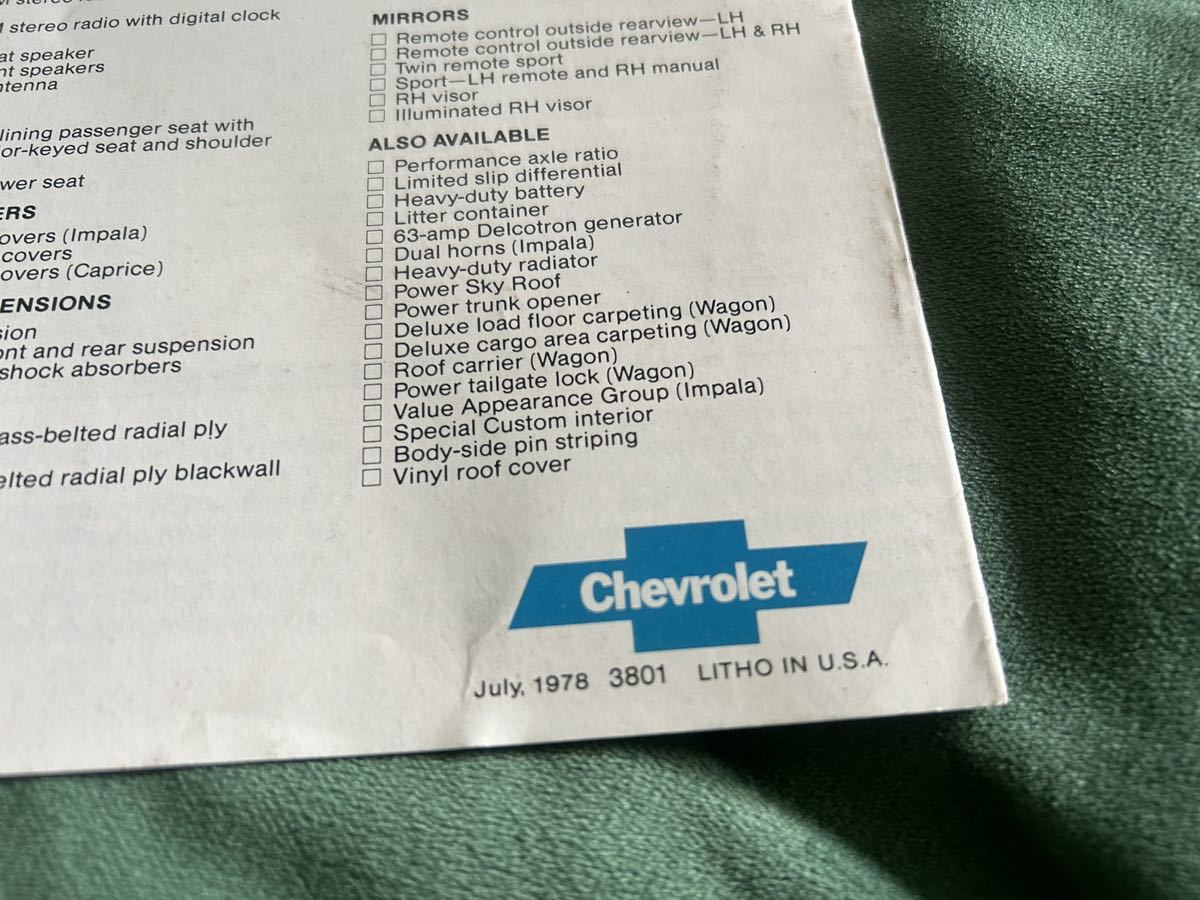 M stereo radio with digital clock
at speaker
nt speakers
ntenna
lining passenger seat with
or-keyed seat and shoulder
wer seat
ERS
overs (Impala)
covers
overs (Caprice)
ENSIONS
sion
ont and rear suspension
shock absorbers
ass-belted radial ply
elted radial ply blackwall
MIRRORS
□ Remote control outside rearview—LH
□ Remote control outside rearview—LH & RH
□ Twin remote sport
□ Sport—LH remote and RH manual
□ RH visor
□ Illuminated RH visor
ALSO AVAILABLE
□ Performance axle ratio
□ Limited slip differential
□ Heavy-duty battery
□ Litter container
□ 63-amp Delcotron generator
□ Dual horns (Impala)
□ Heavy-duty radiator
□ Power Sky Roof
□ Power trunk opener
□ Deluxe load floor carpeting (Wagon)
□ Deluxe cargo area carpeting (Wagon)
□ Roof carrier (Wagon)
□ Power tailgate lock (Wagon)
□ Value Appearance Group (Impala)
□ Special Custom interior
□ Body-side pin striping
□ Vinyl roof cover
Chevrolet
July, 1978 3801 LITHO IN U.S.A.